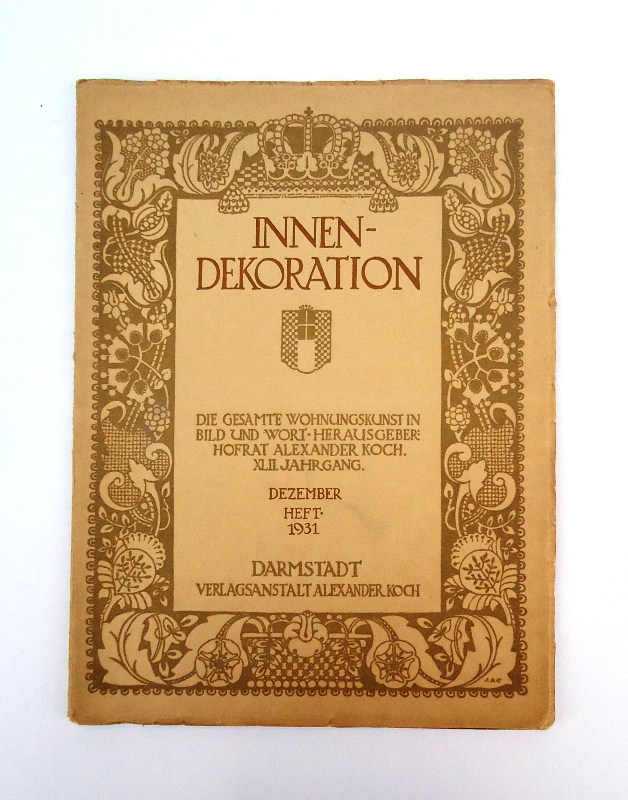 INNEN-
DEKORATION
DIE GESAMTE WOHNUNGSKUNST IN
BILD UND WORT · HERAUSGEBER:
HOFRAT ALEXANDER KOCH.
XLII. JAHRGANG.
DEZEMBER
HEFT·
1931
DARMSTADT
VERLAGSANSTALT ALEXANDER KOCH